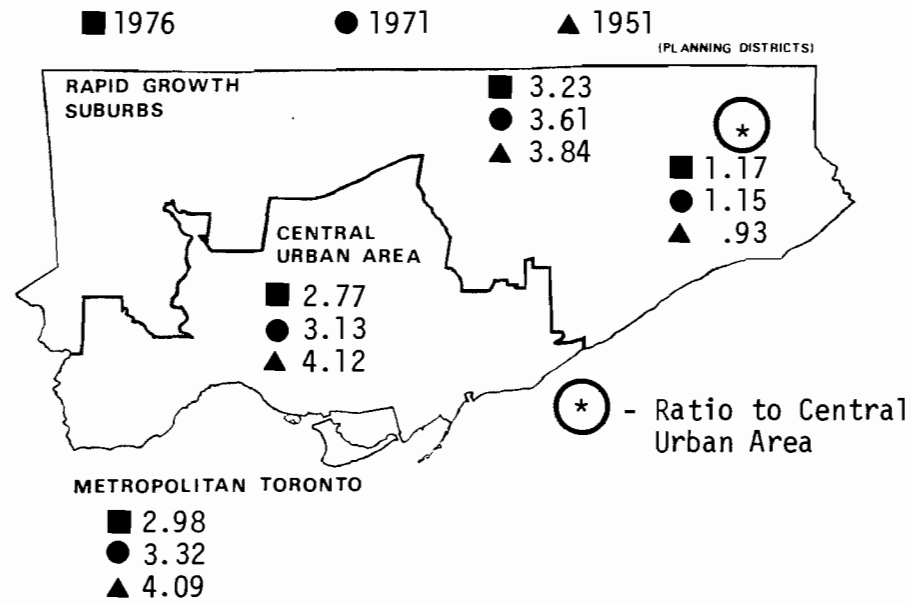 ■ 1976 ● 1971 ▲ 1951
(PLANNING DISTRICTS)
RAPID GROWTH
SUBURBS
■ 3.23
● 3.61
▲ 3.84
*
■ 1.17
● 1.15
▲ .93
CENTRAL
URBAN AREA
■ 2.77
● 3.13
▲ 4.12
* - Ratio to Central
Urban Area
METROPOLITAN TORONTO
■ 2.98
● 3.32
▲ 4.09